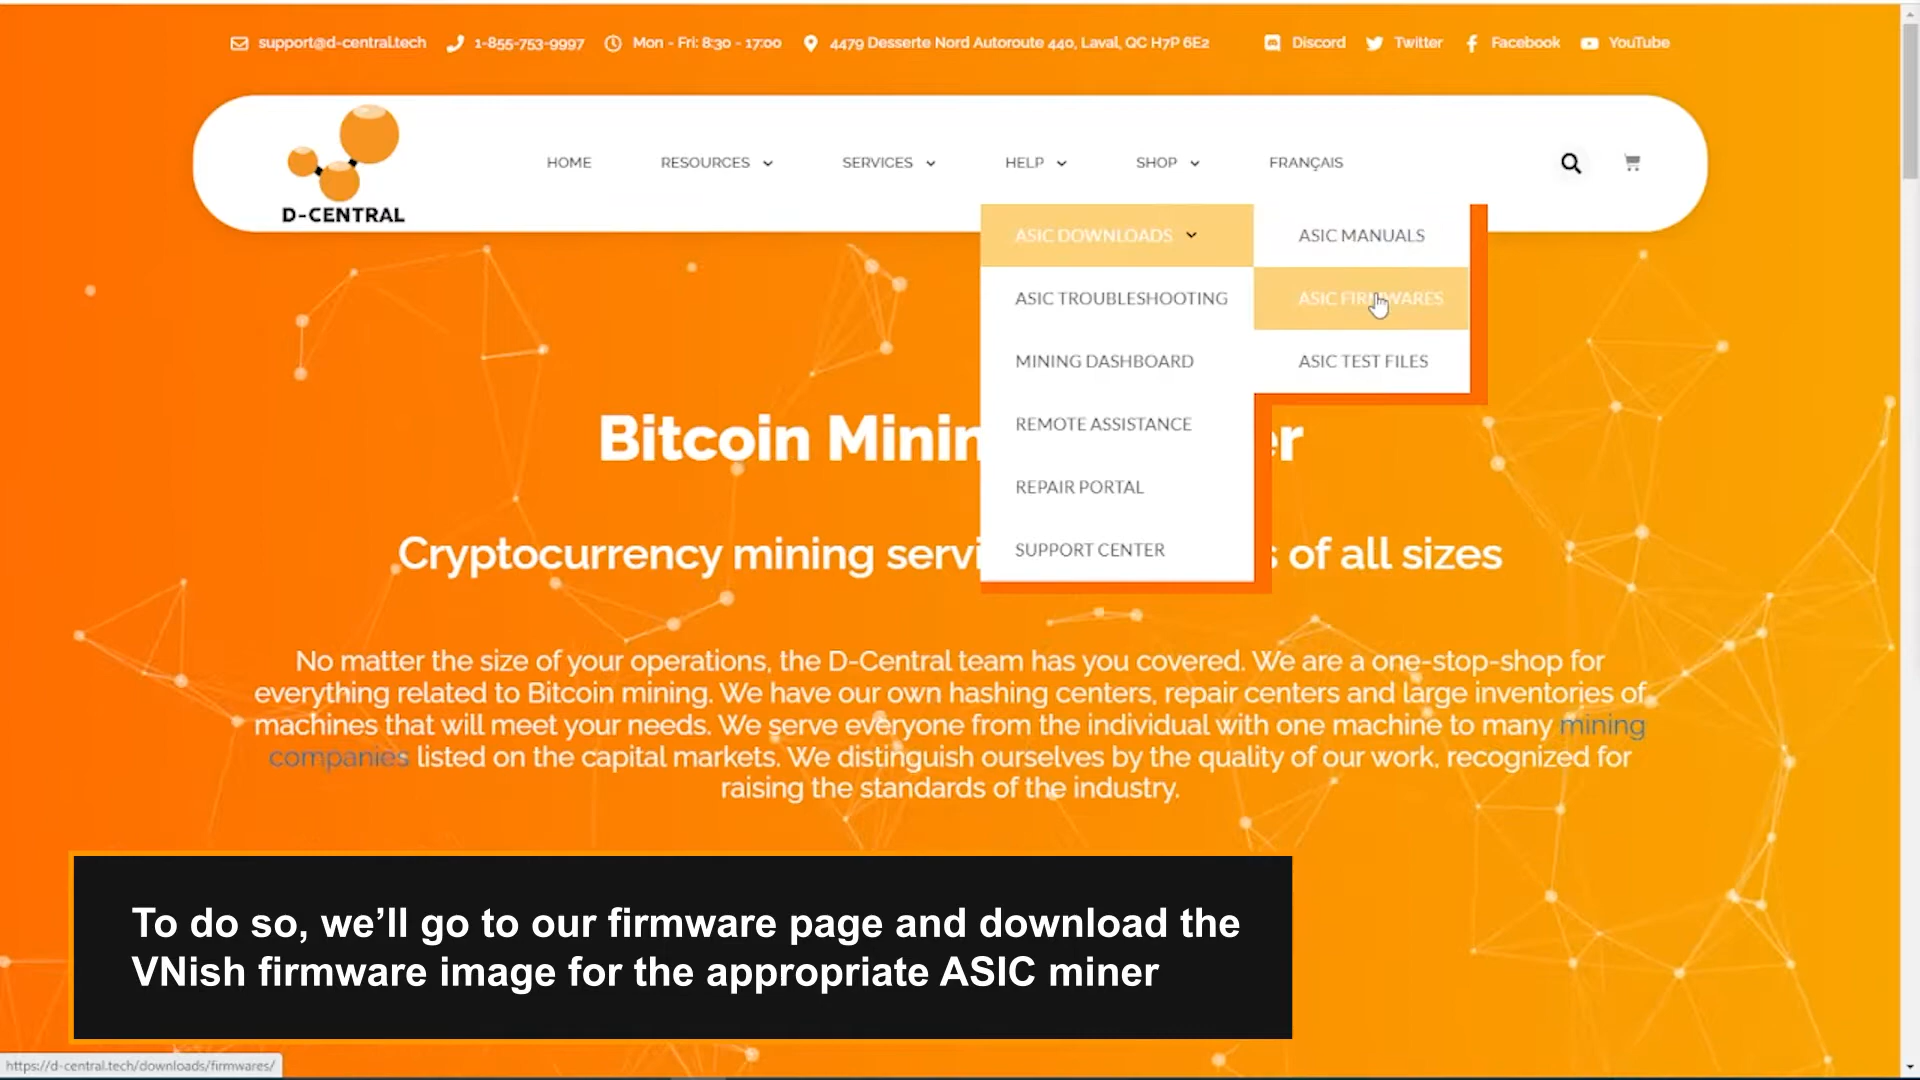 support@d-central.tech 1-855-753-9997 Mon - Fri: 8:30 - 17:00 4479 Desserte Nord Autoroute 440, Laval, QC H7P 6E2 Discord Twitter Facebook YouTube
D-CENTRAL
HOME RESOURCES SERVICES HELP SHOP FRANÇAIS
ASIC DOWNLOADS ASIC MANUALS
ASIC TROUBLESHOOTING ASIC FIRMWARES
MINING DASHBOARD ASIC TEST FILES
REMOTE ASSISTANCE
REPAIR PORTAL
SUPPORT CENTER
Bitcoin
Cryptocurrency mining of all sizes
No matter the size of your operations, the D-Central team has you covered. We are a one-stop-shop for
everything related to Bitcoin mining. We have our own hashing centers, repair centers and large inventories of
machines that will meet your needs. We serve everyone from the individual with one machine to many mining
companies listed on the capital markets. We distinguish ourselves by the quality of our work, recognized for
raising the standards of the industry.
To do so, we’ll go to our firmware page and download the
VNish firmware image for the appropriate ASIC miner
https://d-central.tech/downloads/firmwares/